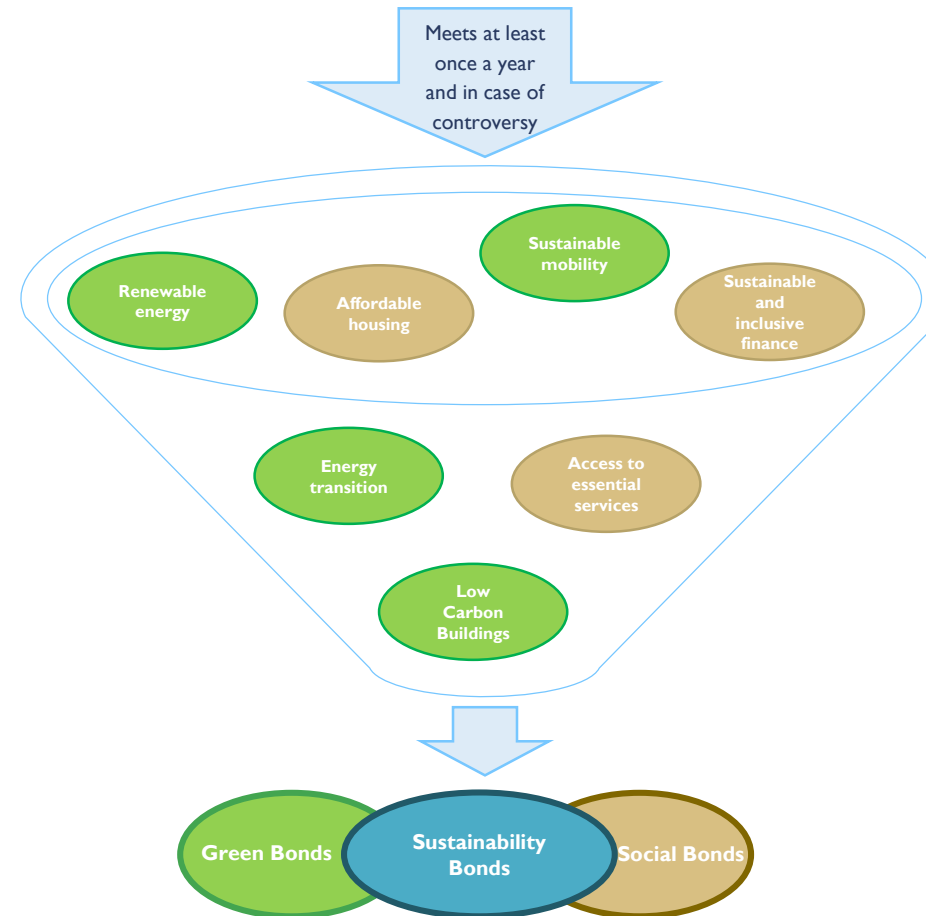 Meets at least
once a year
and in case of
controversy
Sustainable
mobility
Renewable
energy
Affordable
housing
Sustainable
and
inclusive
finance
Energy
transition
Access to
essential
services
Low
Carbon
Buildings
Green Bonds
Sustainability
Bonds
Social Bonds